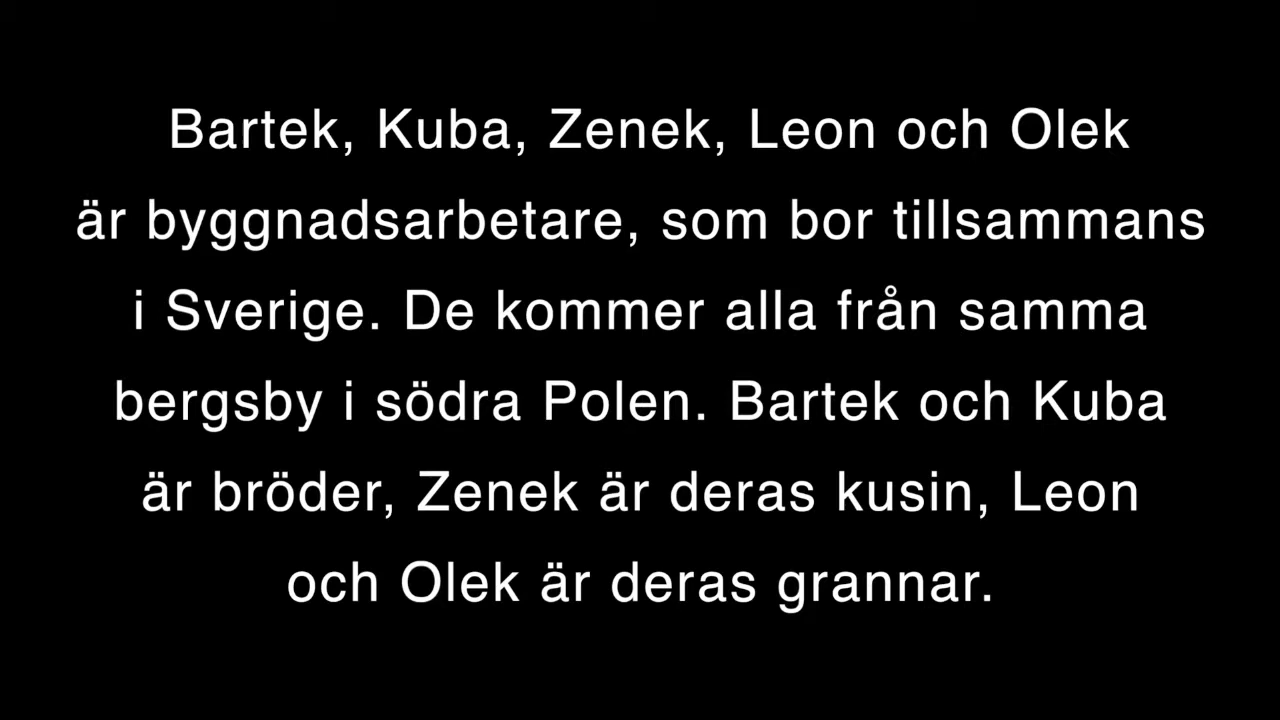 Bartek, Kuba, Zenek, Leon och Olek
är byggnadsarbetare, som bor tillsammans
i Sverige. De kommer alla från samma
bergsby i södra Polen. Bartek och Kuba
är bröder, Zenek är deras kusin, Leon
och Olek är deras grannar.